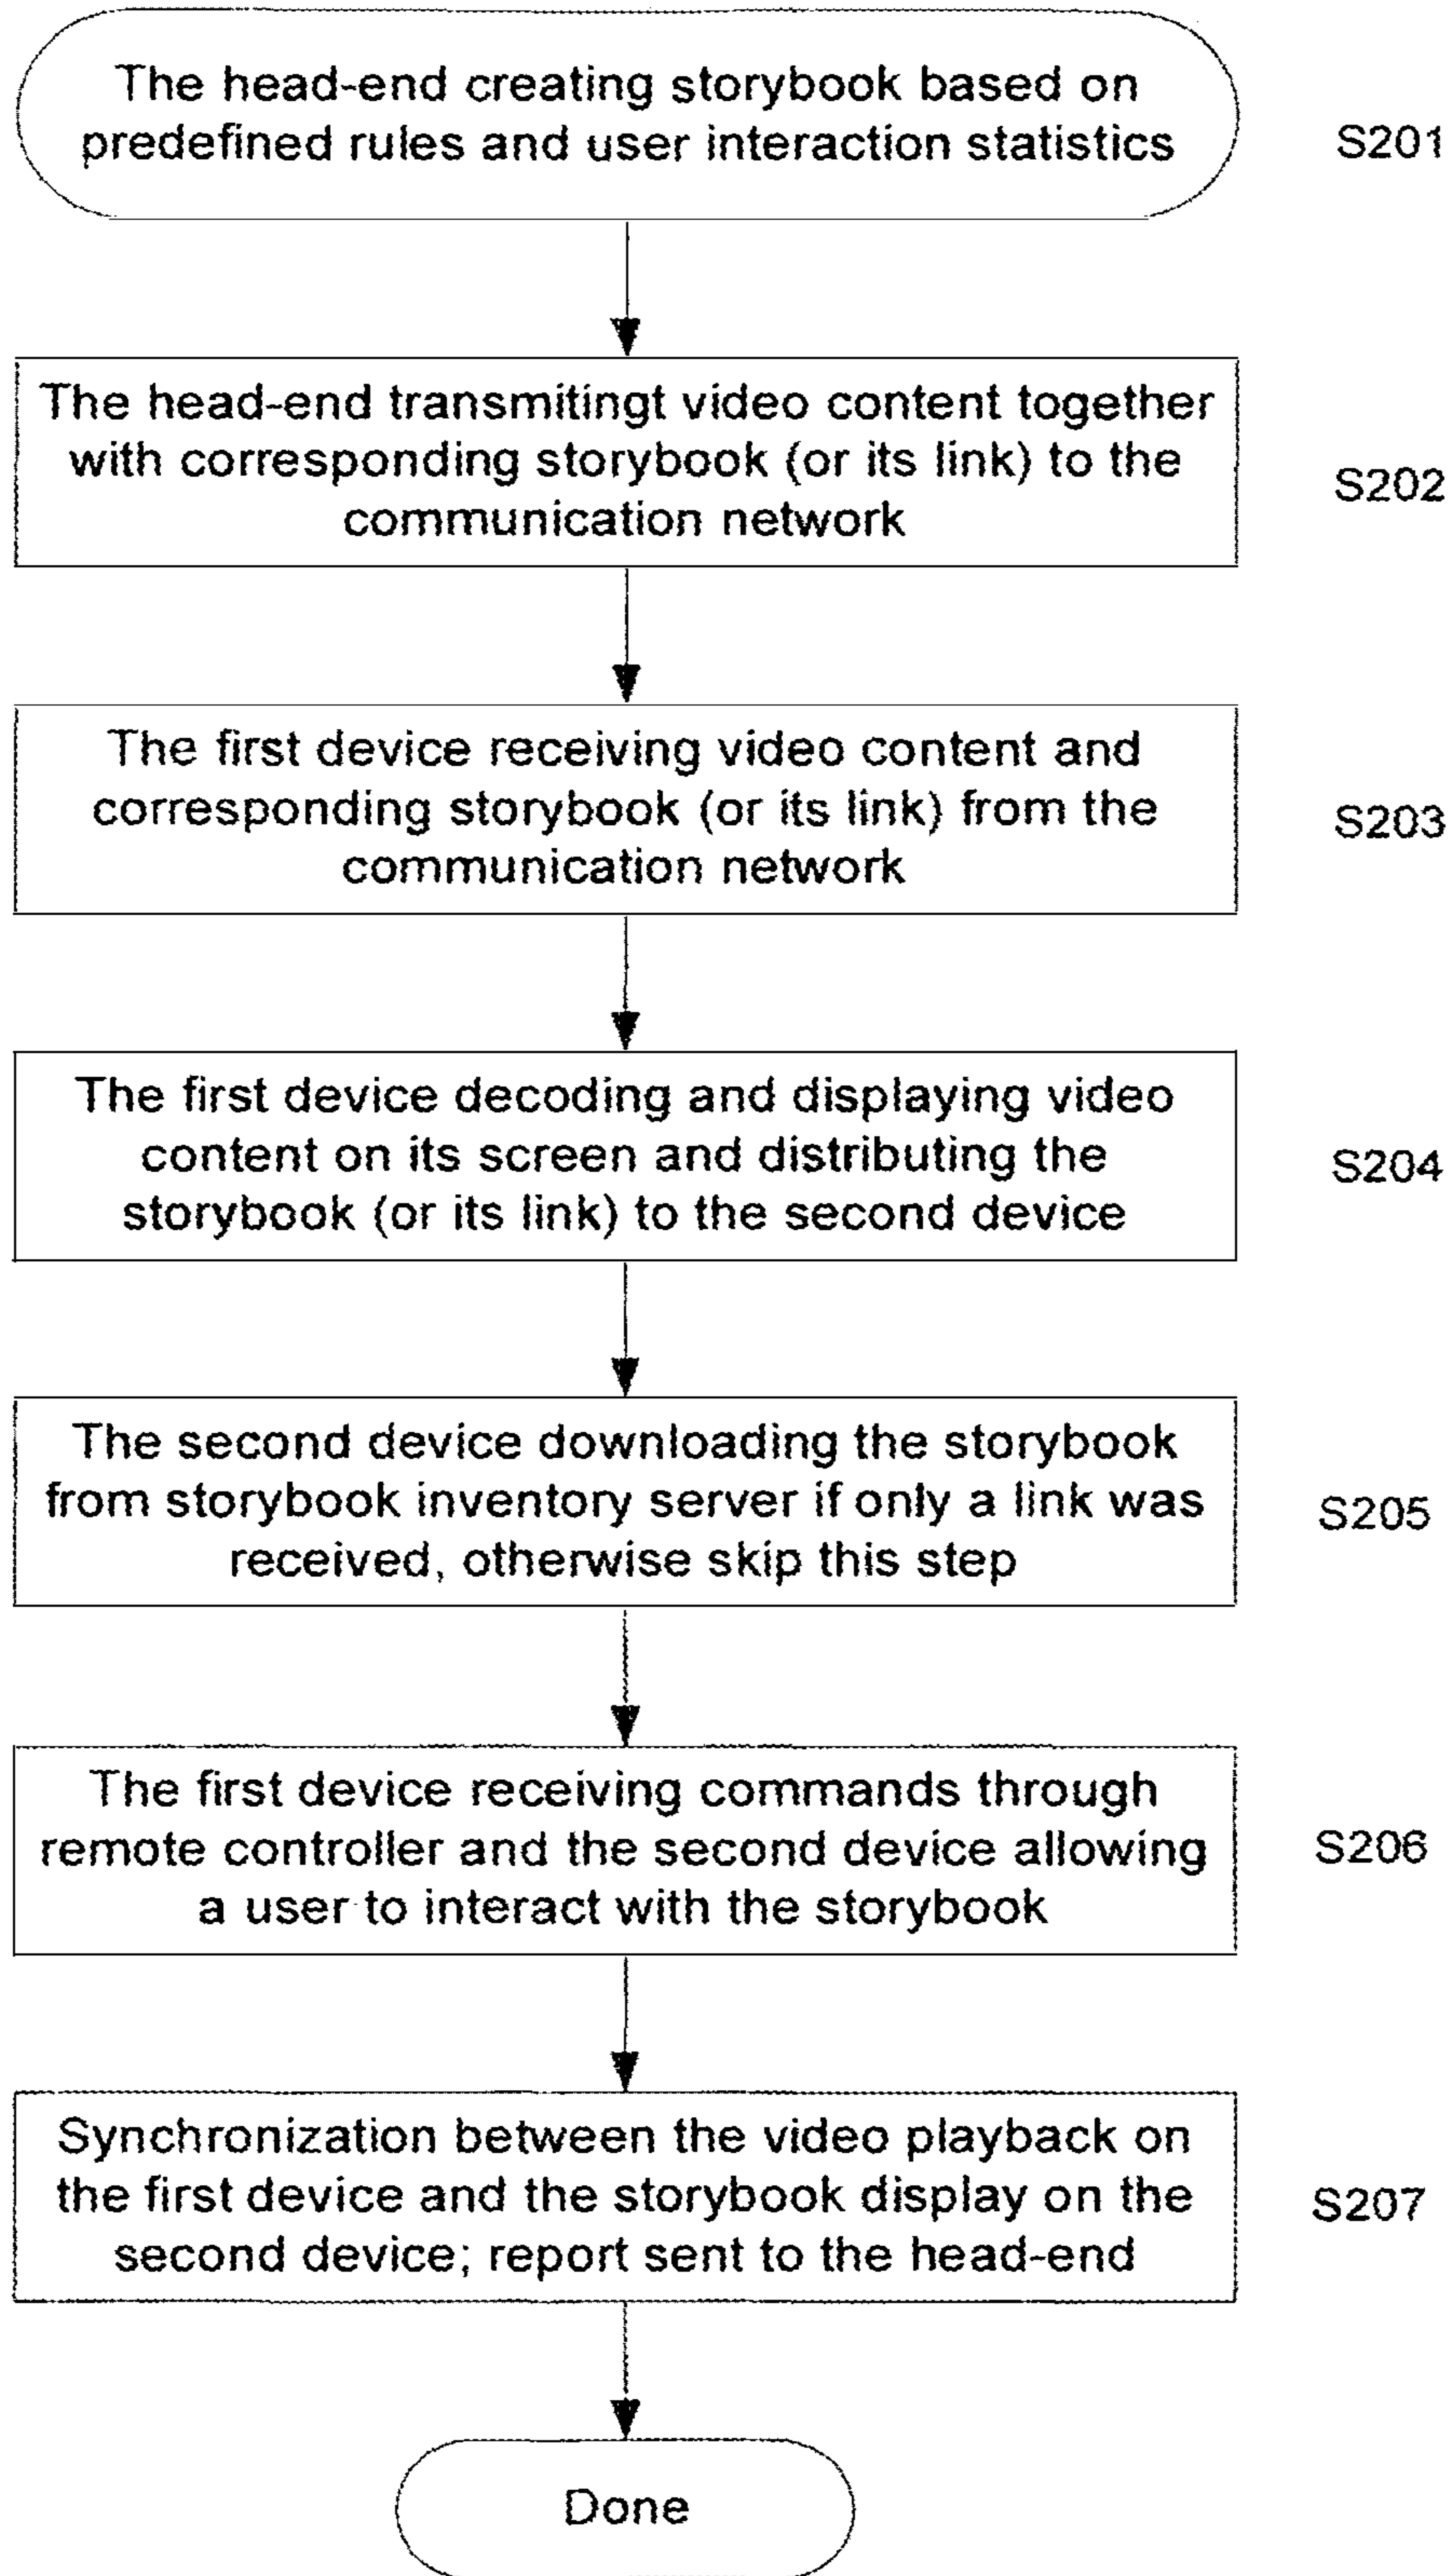 The head-end creating storybook based on
predefined rules and user interaction statistics
S201
The head-end transmitingt video content together
with corresponding storybook (or its link) to the
communication network
S202
The first device receiving video content and
corresponding storybook (or its link) from the
communication network
S203
The first device decoding and displaying video
content on its screen and distributing the
storybook (or its link) to the second device
S204
The second device downloading the storybook
from storybook inventory server if only a link was
received, otherwise skip this step
S205
The first device receiving commands through
remote controller and the second device allowing
a user to interact with the storybook
S206
Synchronization between the video playback on
the first device and the storybook display on the
second device; report sent to the head-end
S207
Done